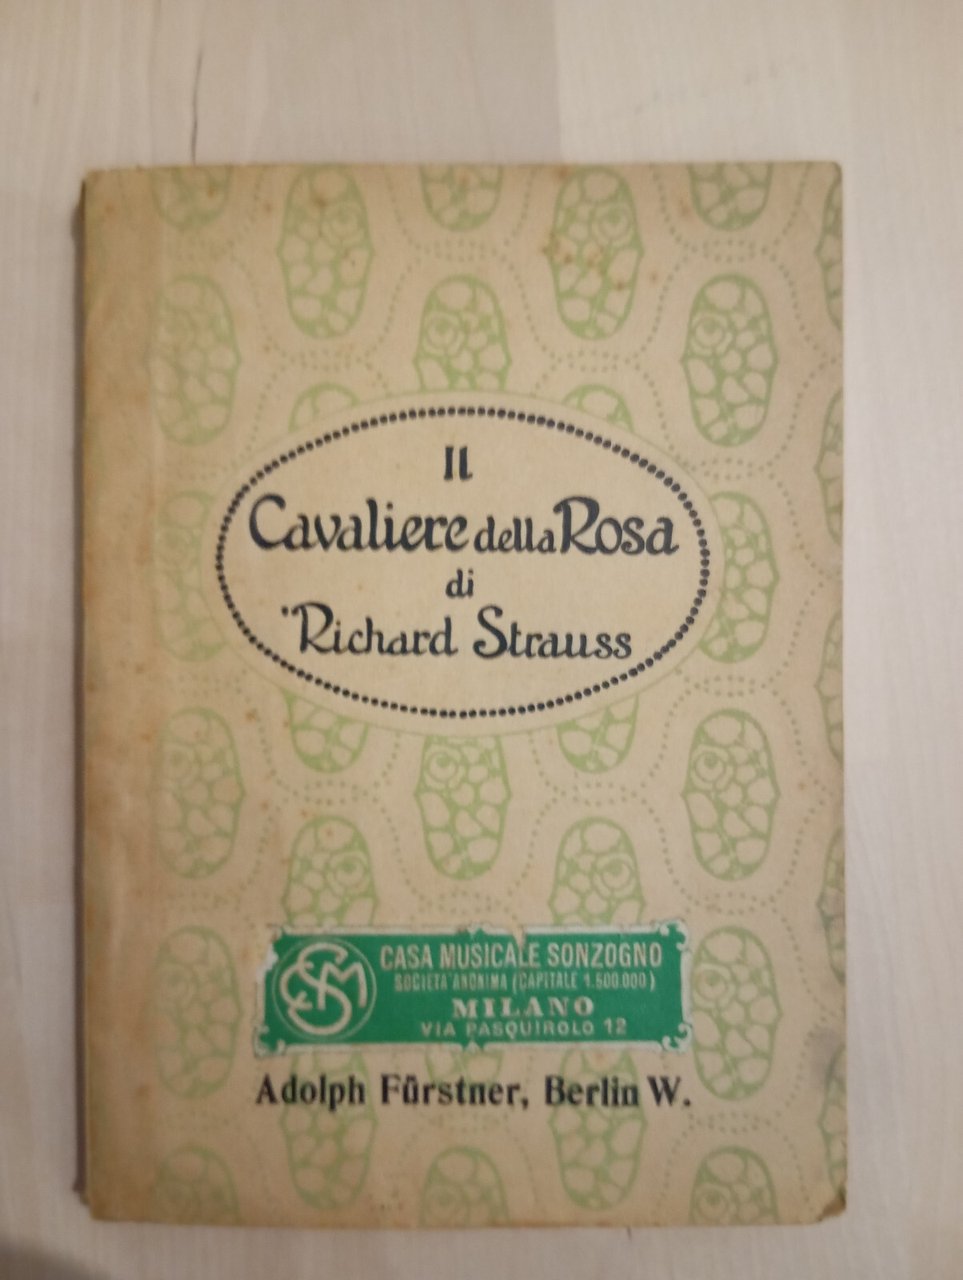 Il
Cavaliere della Rosa
di
"Richard Strauss
CASA MUSICALE SONZOGNO
SOCIETA' ANONIMA (CAPITALE 1.500.000)
MILANO
VIA PASQUIROLO 12
Adolph Fürstner, Berlin W.